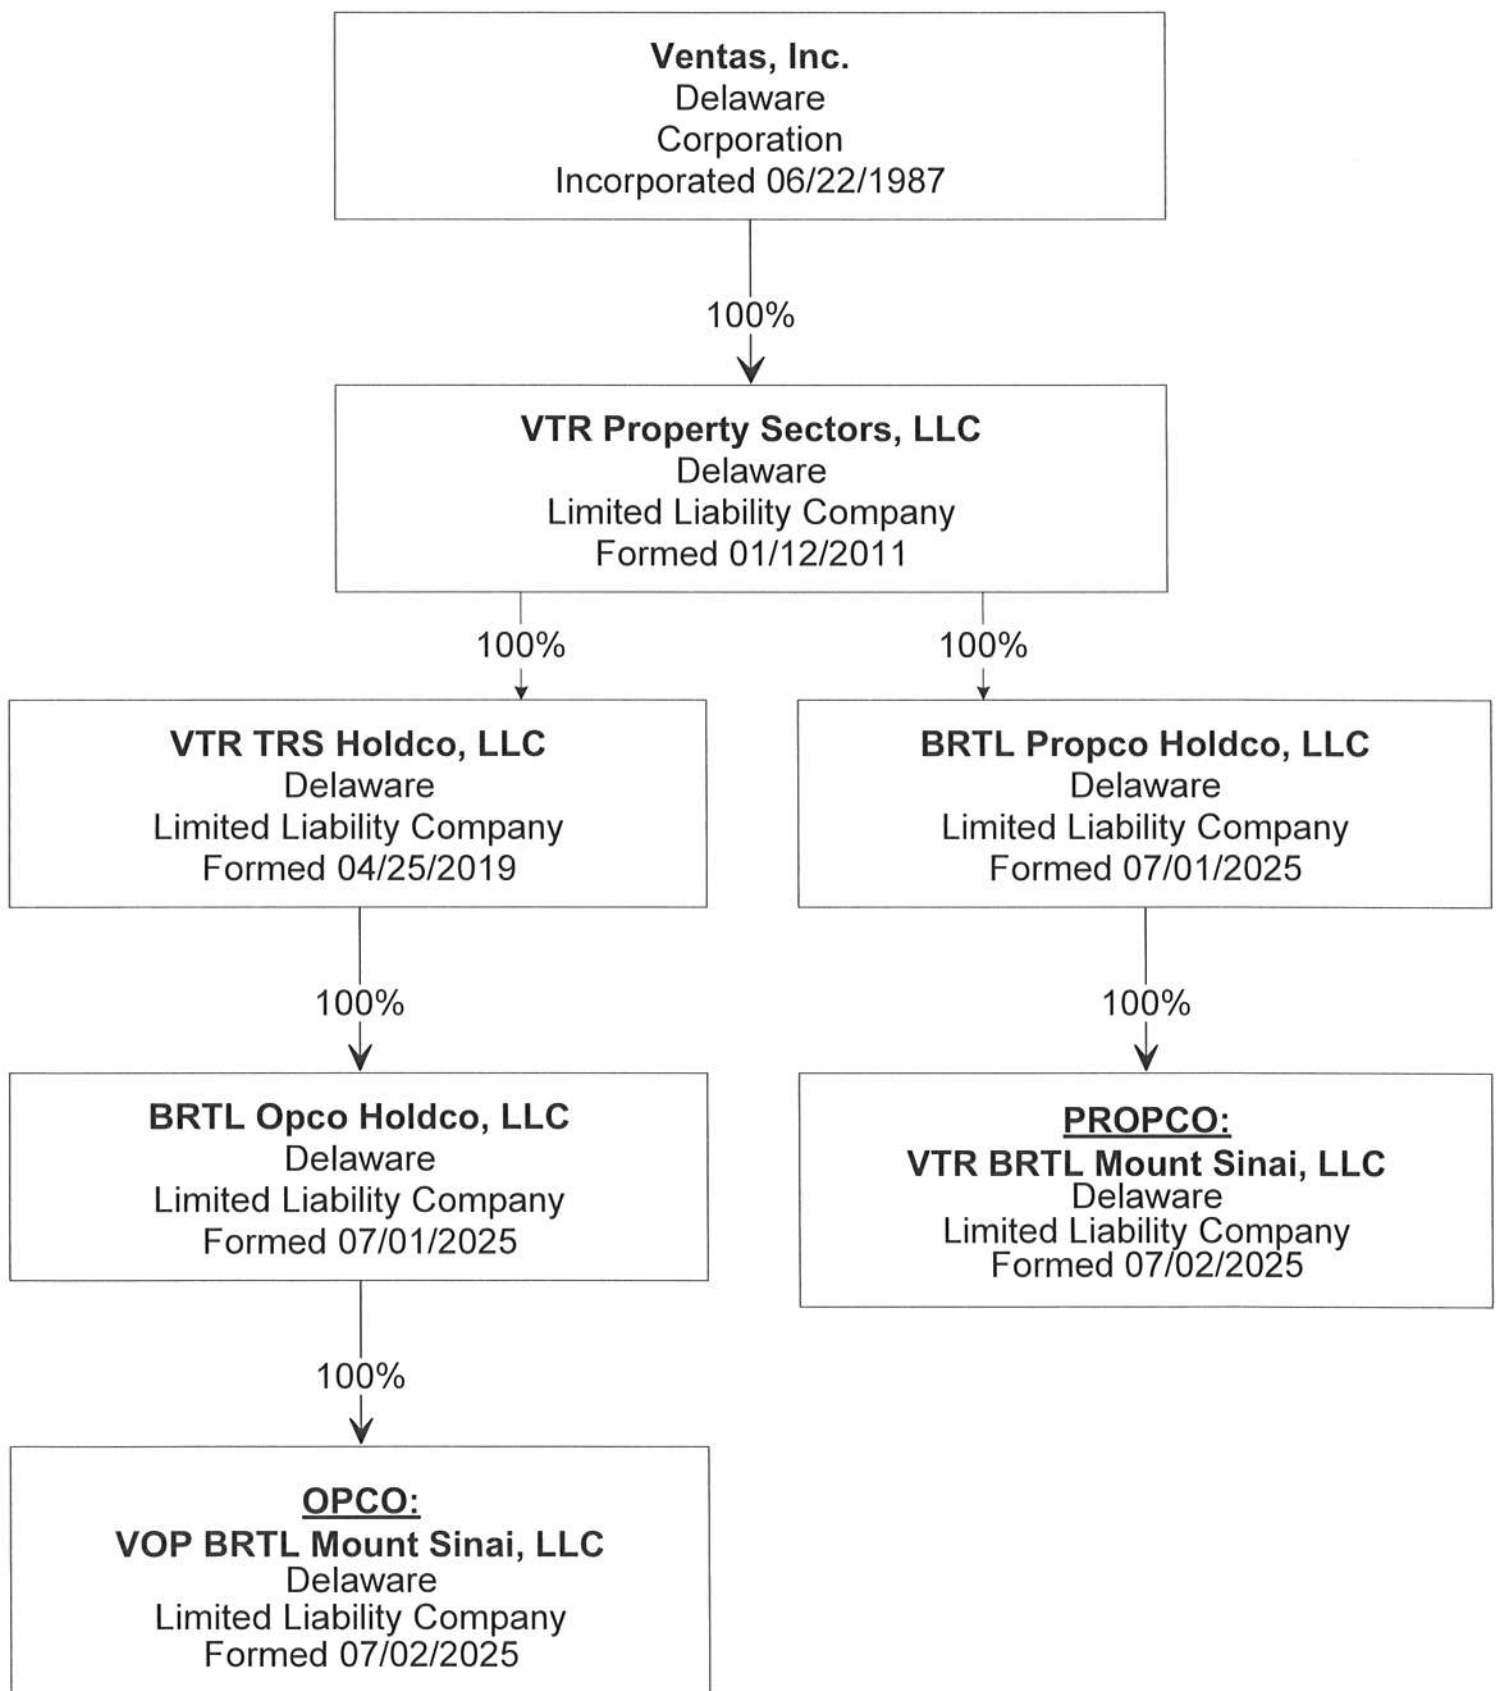 Ventas, Inc.
Delaware
Corporation
Incorporated 06/22/1987
100%
VTR Property Sectors, LLC
Delaware
Limited Liability Company
Formed 01/12/2011
100%
100%
VTR TRS Holdco, LLC
Delaware
Limited Liability Company
Formed 04/25/2019
BRTL Propco Holdco, LLC
Delaware
Limited Liability Company
Formed 07/01/2025
100%
100%
BRTL Opco Holdco, LLC
Delaware
Limited Liability Company
Formed 07/01/2025
PROPCO:
VTR BRTL Mount Sinai, LLC
Delaware
Limited Liability Company
Formed 07/02/2025
100%
OPCO:
VOP BRTL Mount Sinai, LLC
Delaware
Limited Liability Company
Formed 07/02/2025